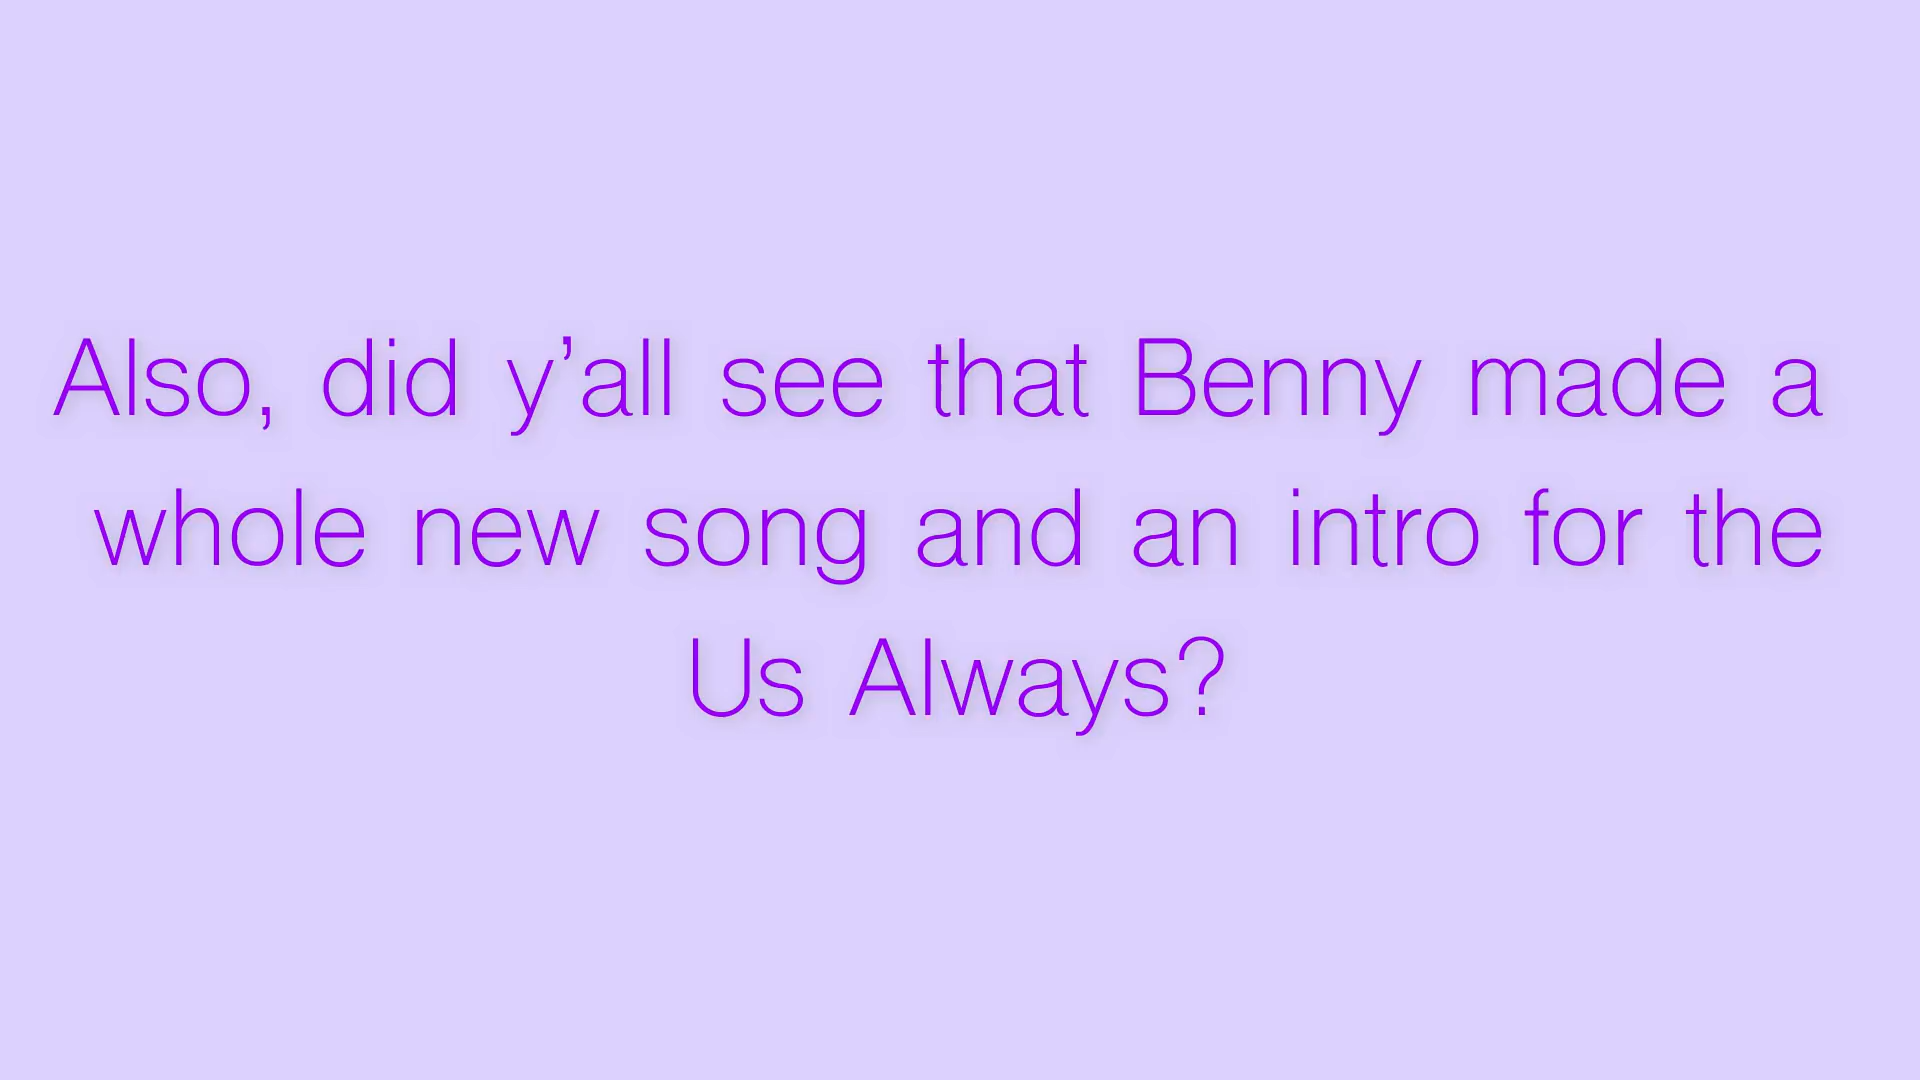 Also, did y’all see that Benny made a
whole new song and an intro for the
Us Always?